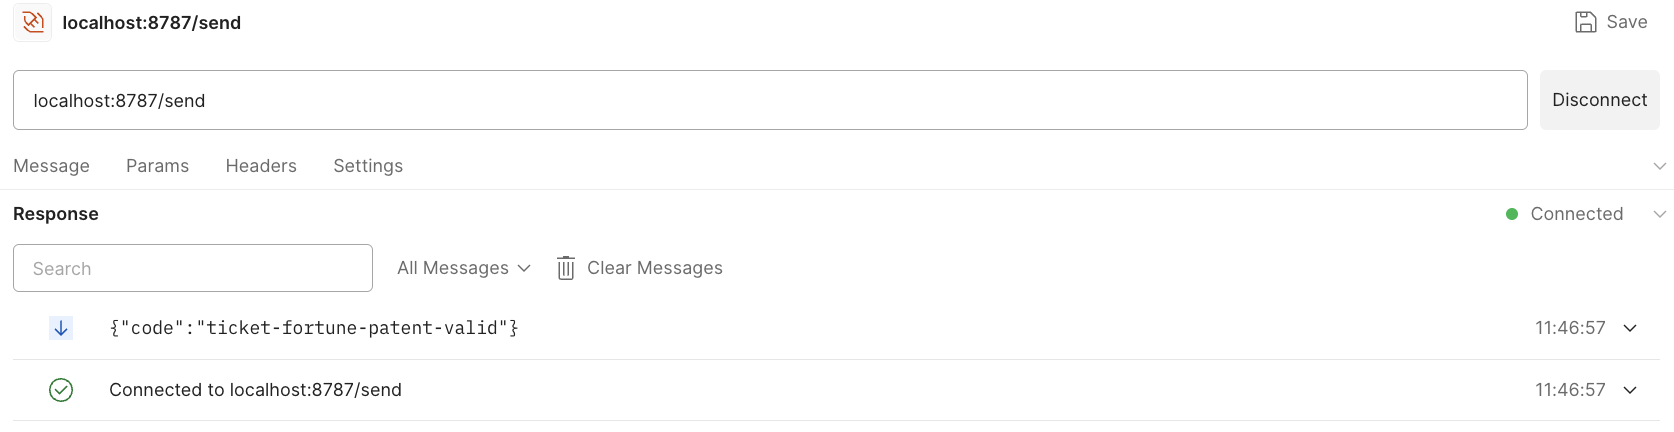 localhost:8787/send
Save
localhost:8787/send
Disconnect
Message Params Headers Settings
Response
Connected
Search
All Messages
Clear Messages
{"code":"ticket-fortune-patent-valid"}
11:46:57
Connected to localhost:8787/send
11:46:57